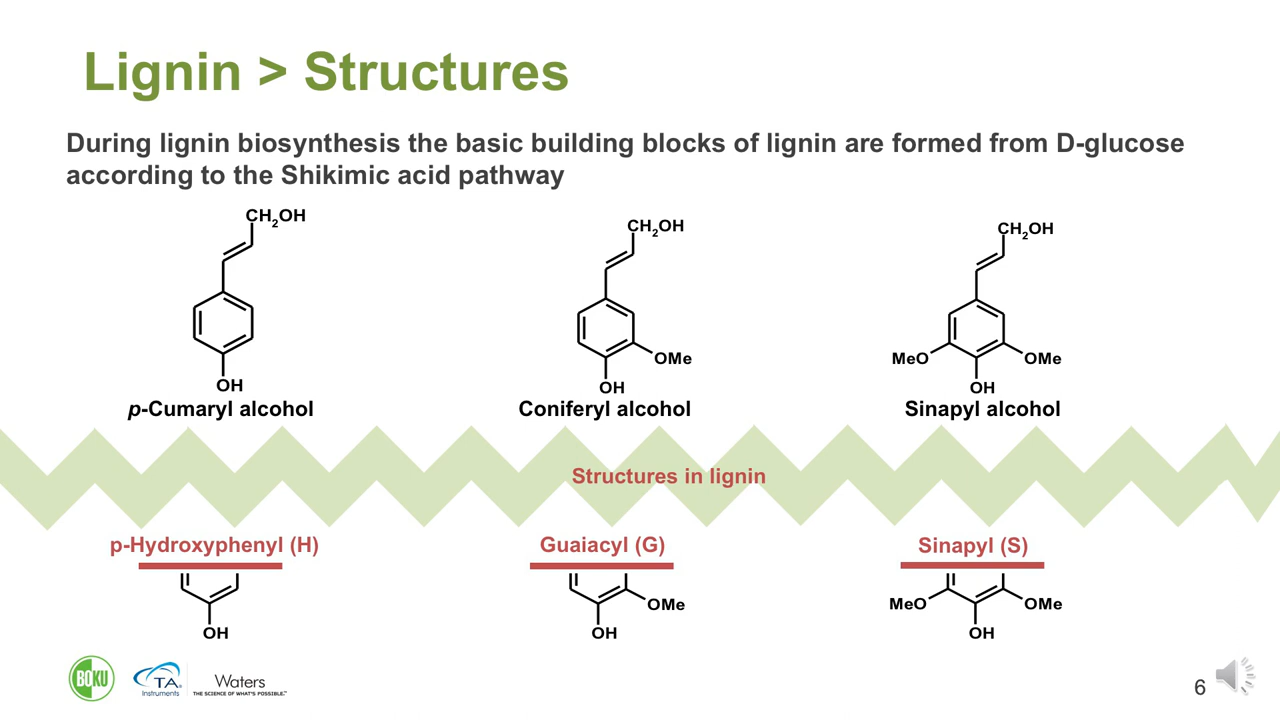 Lignin > Structures
During lignin biosynthesis the basic building blocks of lignin are formed from D-glucose
according to the Shikimic acid pathway
CH2OH
CH2OH
CH2OH
OMe
MeO
OMe
OH
OH
OH
p-Cumaryl alcohol
Coniferyl alcohol
Sinapyl alcohol
Structures in lignin
p-Hydroxyphenyl (H)
Guaiacyl (G)
Sinapyl (S)
OMe
MeO
OMe
OH
OH
OH
BOKU
TA
Instruments
Waters
THE SCIENCE OF WHAT'S POSSIBLE.™
6